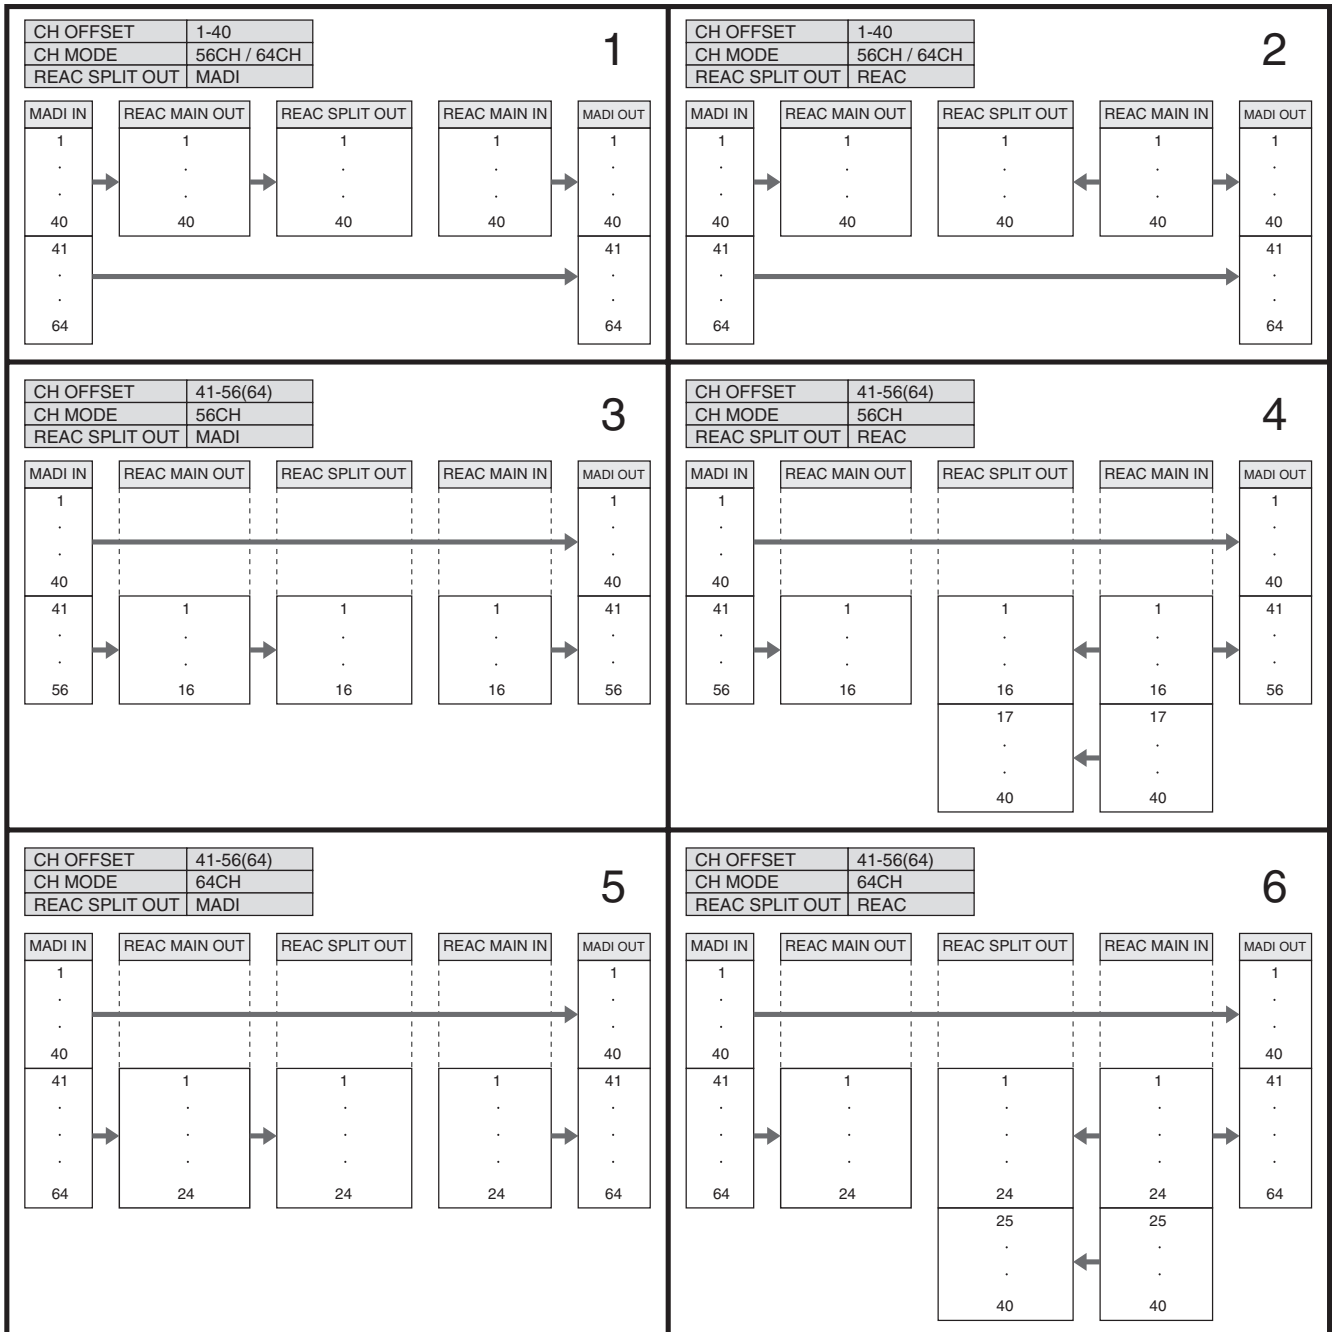 CH OFFSET 1-40
CH MODE 56CH / 64CH
REAC SPLIT OUT MADI
1
MADI IN REAC MAIN OUT REAC SPLIT OUT REAC MAIN IN MADI OUT
1 1 1 1 1
. . . . .
. . . . .
40 40 40 40 40
41 41
. .
. .
64 64
CH OFFSET 1-40
CH MODE 56CH / 64CH
REAC SPLIT OUT REAC
2
MADI IN REAC MAIN OUT REAC SPLIT OUT REAC MAIN IN MADI OUT
1 1 1 1 1
. . . . .
. . . . .
40 40 40 40 40
41 41
. .
. .
64 64
CH OFFSET 41-56(64)
CH MODE 56CH
REAC SPLIT OUT MADI
3
MADI IN REAC MAIN OUT REAC SPLIT OUT REAC MAIN IN MADI OUT
1 1
. .
. .
40 40
41 1 1 1 41
. . . . .
. . . . .
56 16 16 16 56
CH OFFSET 41-56(64)
CH MODE 56CH
REAC SPLIT OUT REAC
4
MADI IN REAC MAIN OUT REAC SPLIT OUT REAC MAIN IN MADI OUT
1 1
. .
. .
40 40
41 1 1 1 41
. . . . .
. . . . .
56 16 16 16 56
17 17
. .
. .
40 40
CH OFFSET 41-56(64)
CH MODE 64CH
REAC SPLIT OUT MADI
5
MADI IN REAC MAIN OUT REAC SPLIT OUT REAC MAIN IN MADI OUT
1 1
. .
. .
40 40
41 1 1 1 41
. . . . .
. . . . .
. . . . .
64 24 24 24 64
CH OFFSET 41-56(64)
CH MODE 64CH
REAC SPLIT OUT REAC
6
MADI IN REAC MAIN OUT REAC SPLIT OUT REAC MAIN IN MADI OUT
1 1
. .
. .
40 40
41 1 1 1 41
. . . . .
. . . . .
. . . . .
64 24 24 24 64
25 25
. .
. .
40 40